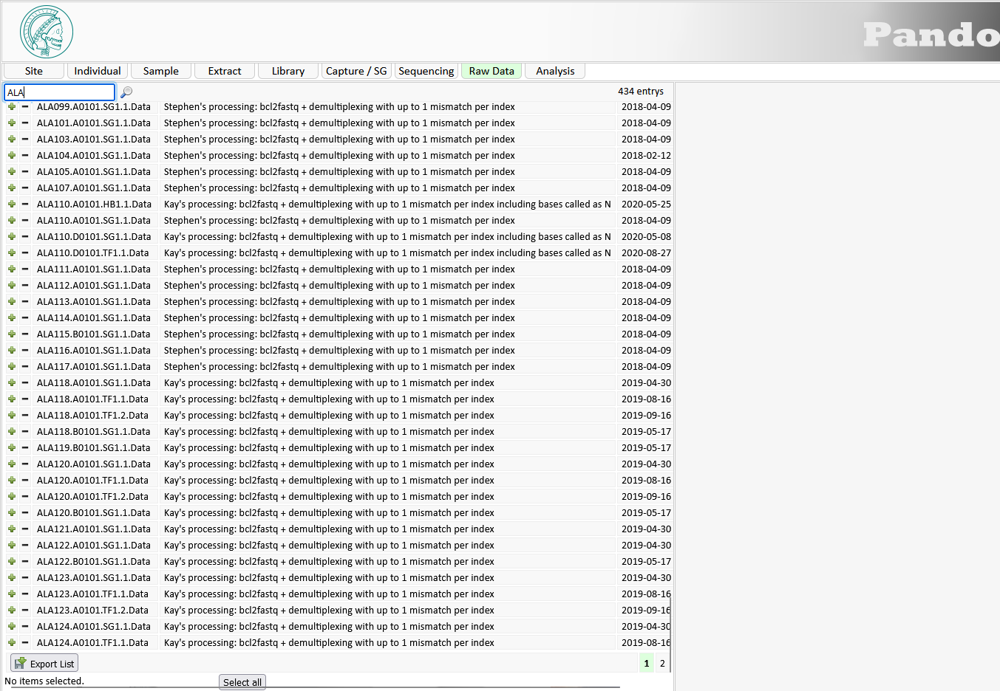 Pando
Site Individual Sample Extract Library Capture / SG Sequencing Raw Data Analysis
ALA 434 entrys
ALA099.A0101.SG1.1.Data Stephen's processing: bcl2fastq + demultiplexing with up to 1 mismatch per index 2018-04-09
ALA101.A0101.SG1.1.Data Stephen's processing: bcl2fastq + demultiplexing with up to 1 mismatch per index 2018-04-09
ALA103.A0101.SG1.1.Data Stephen's processing: bcl2fastq + demultiplexing with up to 1 mismatch per index 2018-04-09
ALA104.A0101.SG1.1.Data Stephen's processing: bcl2fastq + demultiplexing with up to 1 mismatch per index 2018-02-12
ALA105.A0101.SG1.1.Data Stephen's processing: bcl2fastq + demultiplexing with up to 1 mismatch per index 2018-04-09
ALA107.A0101.SG1.1.Data Stephen's processing: bcl2fastq + demultiplexing with up to 1 mismatch per index 2018-04-09
ALA110.A0101.HB1.1.Data Kay's processing: bcl2fastq + demultiplexing with up to 1 mismatch per index including bases called as N 2020-05-25
ALA110.A0101.SG1.1.Data Stephen's processing: bcl2fastq + demultiplexing with up to 1 mismatch per index 2018-04-09
ALA110.D0101.SG1.1.Data Kay's processing: bcl2fastq + demultiplexing with up to 1 mismatch per index including bases called as N 2020-05-08
ALA110.D0101.TF1.1.Data Kay's processing: bcl2fastq + demultiplexing with up to 1 mismatch per index including bases called as N 2020-08-27
ALA111.A0101.SG1.1.Data Stephen's processing: bcl2fastq + demultiplexing with up to 1 mismatch per index 2018-04-09
ALA112.A0101.SG1.1.Data Stephen's processing: bcl2fastq + demultiplexing with up to 1 mismatch per index 2018-04-09
ALA113.A0101.SG1.1.Data Stephen's processing: bcl2fastq + demultiplexing with up to 1 mismatch per index 2018-04-09
ALA114.A0101.SG1.1.Data Stephen's processing: bcl2fastq + demultiplexing with up to 1 mismatch per index 2018-04-09
ALA115.B0101.SG1.1.Data Stephen's processing: bcl2fastq + demultiplexing with up to 1 mismatch per index 2018-04-09
ALA116.A0101.SG1.1.Data Stephen's processing: bcl2fastq + demultiplexing with up to 1 mismatch per index 2018-04-09
ALA117.A0101.SG1.1.Data Stephen's processing: bcl2fastq + demultiplexing with up to 1 mismatch per index 2018-04-09
ALA118.A0101.SG1.1.Data Kay's processing: bcl2fastq + demultiplexing with up to 1 mismatch per index 2019-04-30
ALA118.A0101.TF1.1.Data Kay's processing: bcl2fastq + demultiplexing with up to 1 mismatch per index 2019-08-16
ALA118.A0101.TF1.2.Data Kay's processing: bcl2fastq + demultiplexing with up to 1 mismatch per index 2019-09-16
ALA118.B0101.SG1.1.Data Kay's processing: bcl2fastq + demultiplexing with up to 1 mismatch per index 2019-05-17
ALA119.B0101.SG1.1.Data Kay's processing: bcl2fastq + demultiplexing with up to 1 mismatch per index 2019-05-17
ALA120.A0101.SG1.1.Data Kay's processing: bcl2fastq + demultiplexing with up to 1 mismatch per index 2019-04-30
ALA120.A0101.TF1.1.Data Kay's processing: bcl2fastq + demultiplexing with up to 1 mismatch per index 2019-08-16
ALA120.A0101.TF1.2.Data Kay's processing: bcl2fastq + demultiplexing with up to 1 mismatch per index 2019-09-16
ALA120.B0101.SG1.1.Data Kay's processing: bcl2fastq + demultiplexing with up to 1 mismatch per index 2019-05-17
ALA121.A0101.SG1.1.Data Kay's processing: bcl2fastq + demultiplexing with up to 1 mismatch per index 2019-04-30
ALA122.A0101.SG1.1.Data Kay's processing: bcl2fastq + demultiplexing with up to 1 mismatch per index 2019-04-30
ALA122.B0101.SG1.1.Data Kay's processing: bcl2fastq + demultiplexing with up to 1 mismatch per index 2019-05-17
ALA123.A0101.SG1.1.Data Kay's processing: bcl2fastq + demultiplexing with up to 1 mismatch per index 2019-04-30
ALA123.A0101.TF1.1.Data Kay's processing: bcl2fastq + demultiplexing with up to 1 mismatch per index 2019-08-16
ALA123.A0101.TF1.2.Data Kay's processing: bcl2fastq + demultiplexing with up to 1 mismatch per index 2019-09-16
ALA124.A0101.SG1.1.Data Kay's processing: bcl2fastq + demultiplexing with up to 1 mismatch per index 2019-04-30
ALA124.A0101.TF1.1.Data Kay's processing: bcl2fastq + demultiplexing with up to 1 mismatch per index 2019-08-16
Export List 1 2
No items selected. Select all